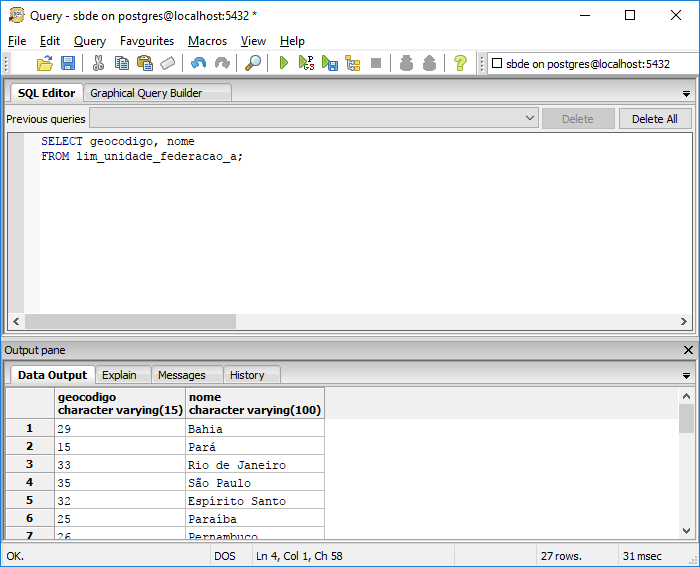 Query - sbde on postgres@localhost:5432 *
File Edit Query Favourites Macros View Help
sbde on postgres@localhost:5432
SQL Editor Graphical Query Builder
Previous queries Delete Delete All
SELECT geocodigo, nome
FROM lim_unidade_federacao_a;
Output pane
Data Output Explain Messages History
geocodigo nome
character varying(15) character varying(100)
1 29 Bahia
2 15 Pará
3 33 Rio de Janeiro
4 35 São Paulo
5 32 Espírito Santo
6 25 Paraíba
7 26 Pernambuco
OK. DOS Ln 4, Col 1, Ch 58 27 rows. 31 msec